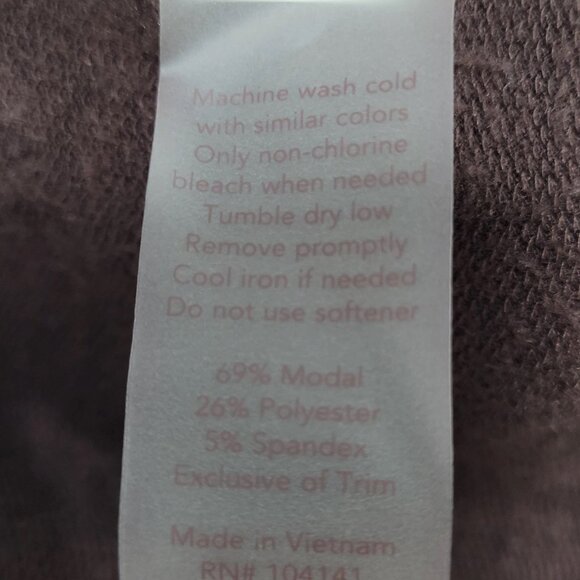 Machine wash cold
with similar colors
Only non-chlorine
bleach when needed
Tumble dry low
Remove promptly
Cool iron if needed
Do not use softener
69% Modal
26% Polyester
5% Spandex
Exclusive of Trim
Made in Vietnam
RN# 104141